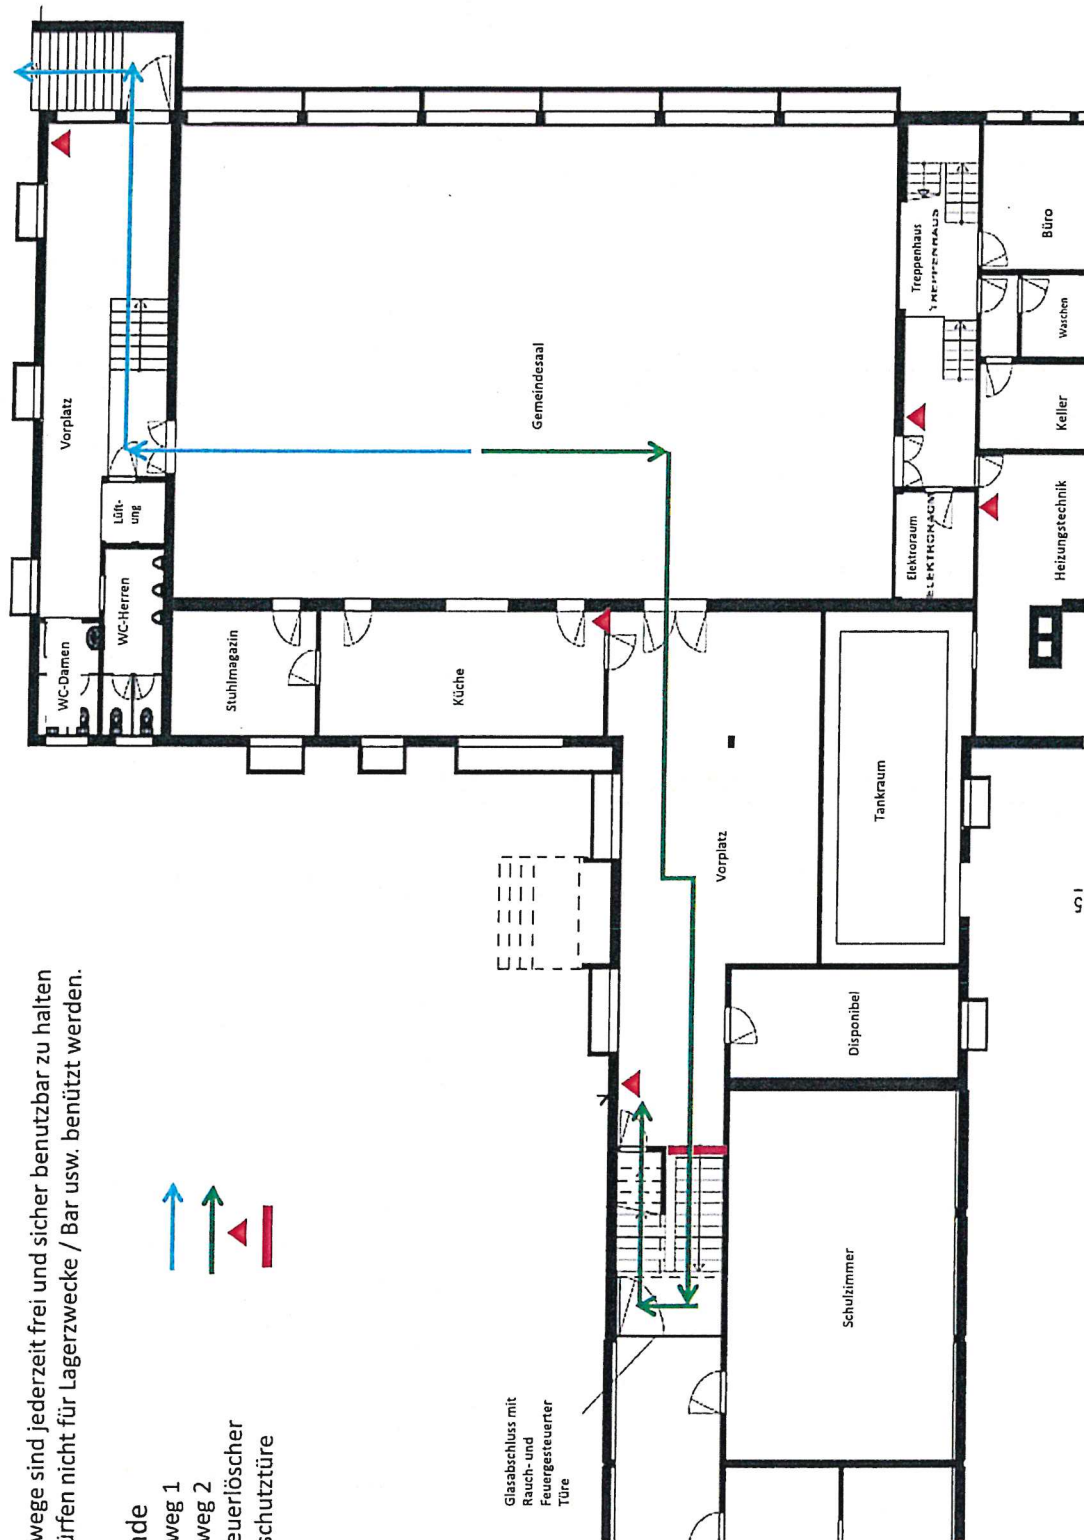 wege sind jederzeit frei und sicher benutzbar zu halten
ürfen nicht für Lagerzwecke / Bar usw. benützt werden.
nde
weg 1
weg 2
euerlöscher
schutztüre
Glasabschluss mit
Rauch- und
Feuergesteuerter
Türe
WC-Damen
WC-Herren
Lüft-
ung
Vorplatz
Stuhlmagazin
Küche
Gemeindesaal
Vorplatz
Tankraum
Disponibel
Schulzimmer
Elektroraum
ELEKTRORAUM
Treppenhaus
TREPPENHAUS
Heizungstechnik
Keller
Waschen
Büro